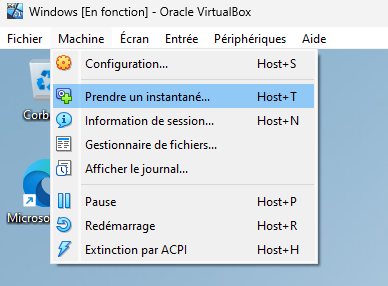 Windows [En fonction] - Oracle VirtualBox
Fichier Machine Écran Entrée Périphériques Aide
Configuration... Host+S
Prendre un instantané... Host+T
Information de session... Host+N
Gestionnaire de fichiers...
Afficher le journal...
Pause Host+P
Redémarrage Host+R
Extinction par ACPI Host+H
Corb
Microso